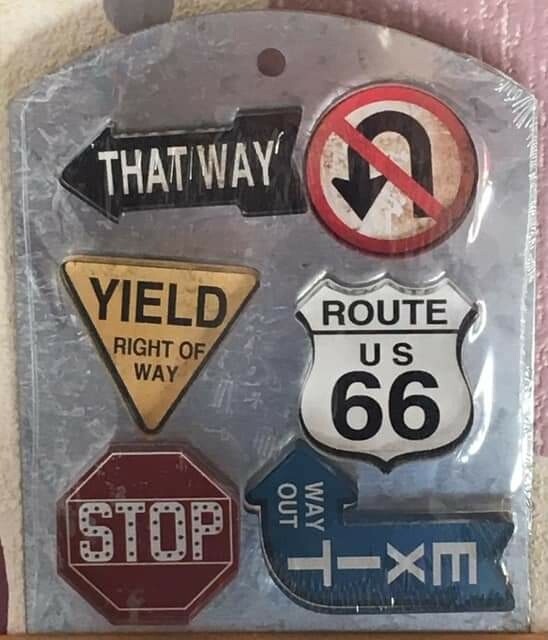 THAT WAY
YIELD
RIGHT OF
WAY
ROUTE
US
66
STOP
WAY
OUT
EXIT